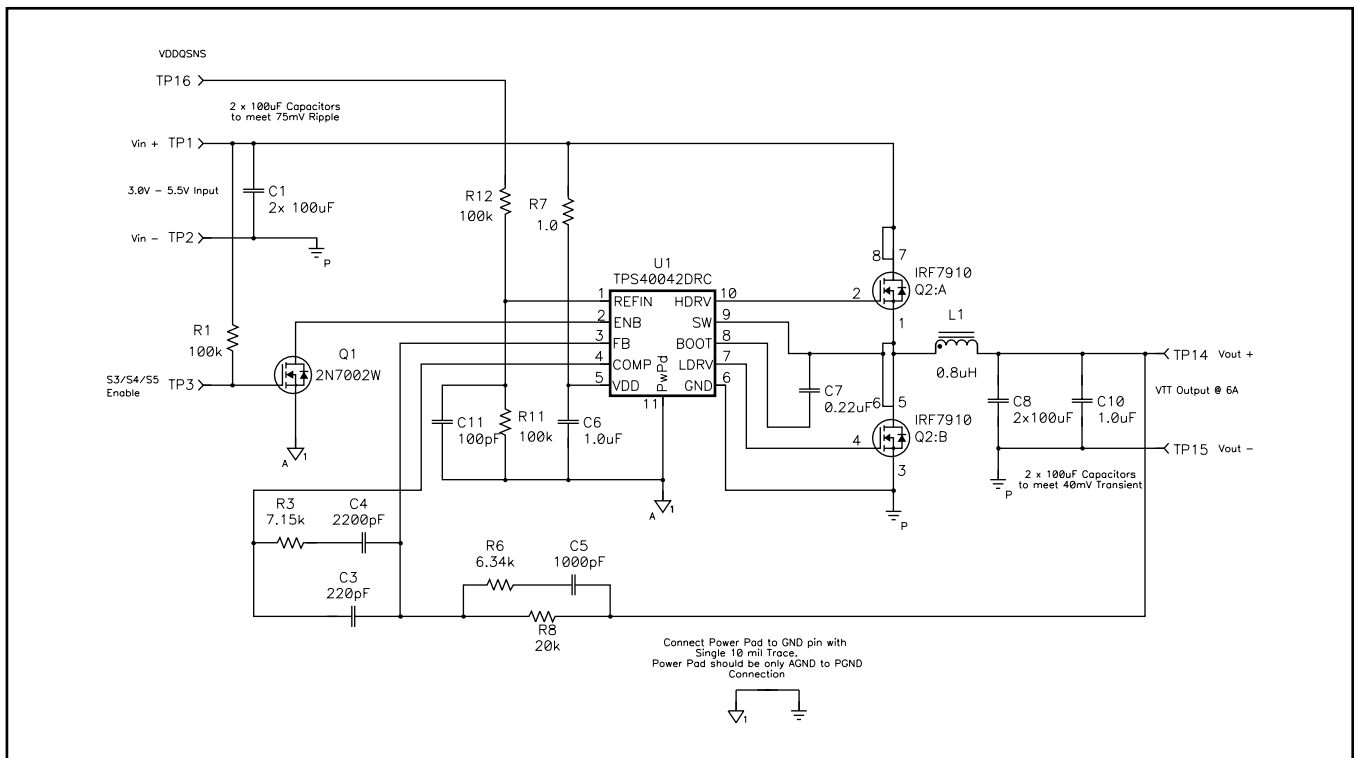 VDDQSNS
TP16
2 x 100uF Capacitors
to meet 75mV Ripple
Vin + TP1
3.0V – 5.5V Input
C1
2x 100uF
Vin – TP2
P
R12
100k
R7
1.0
U1
TPS40042DRC
1 REFIN HDRV 10
2 ENB SW 9
3 FB BOOT 8
4 COMP LDRV 7
5 VDD GND 6
PwPd
11
8 7
IRF7910
Q2:A
2
1
L1
0.8uH
R1
100k
Q1
2N7002W
S3/S4/S5
Enable
TP3
A 1
C11
100pF
R11
100k
C6
1.0uF
A 1
C7
0.22uF
6 5
IRF7910
Q2:B
4
3
P
C8
2x100uF
C10
1.0uF
TP14 Vout +
VTT Output @ 6A
TP15 Vout –
P
2 x 100uF Capacitors
to meet 40mV Transient
R3
7.15k
C4
2200pF
C3
220pF
R6
6.34k
C5
1000pF
R8
20k
Connect Power Pad to GND pin with
Single 10 mil Trace.
Power Pad should be only AGND to PGND
Connection
1